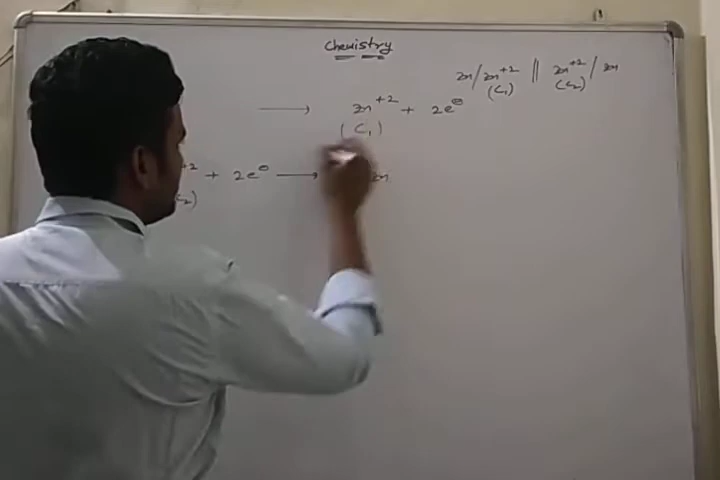 Chemistry
zn/zn+2 || zn+2/zn
(C1) (C2)
⟶ zn+2 + 2e⊖
(C1)
+2 + 2e⊖ ⟶ zn
C2)